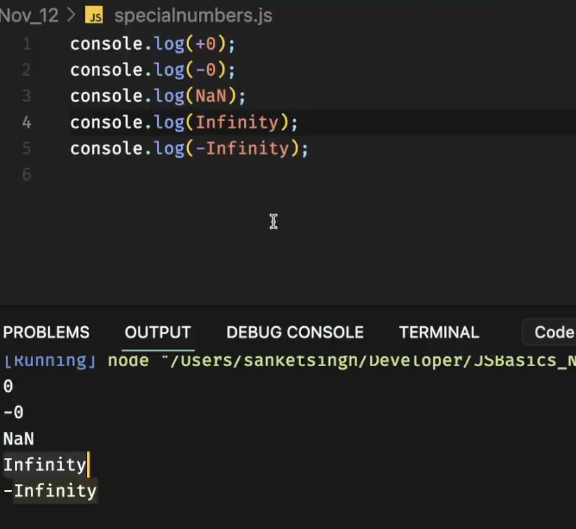 Nov_12 > JS specialnumbers.js
1 console.log(+0);
2 console.log(-0);
3 console.log(NaN);
4 console.log(Infinity);
5 console.log(-Infinity);
6
PROBLEMS OUTPUT DEBUG CONSOLE TERMINAL Code
[Running] node "/Users/sanketsingh/Developer/JSBasics_N
0
-0
NaN
Infinity
-Infinity